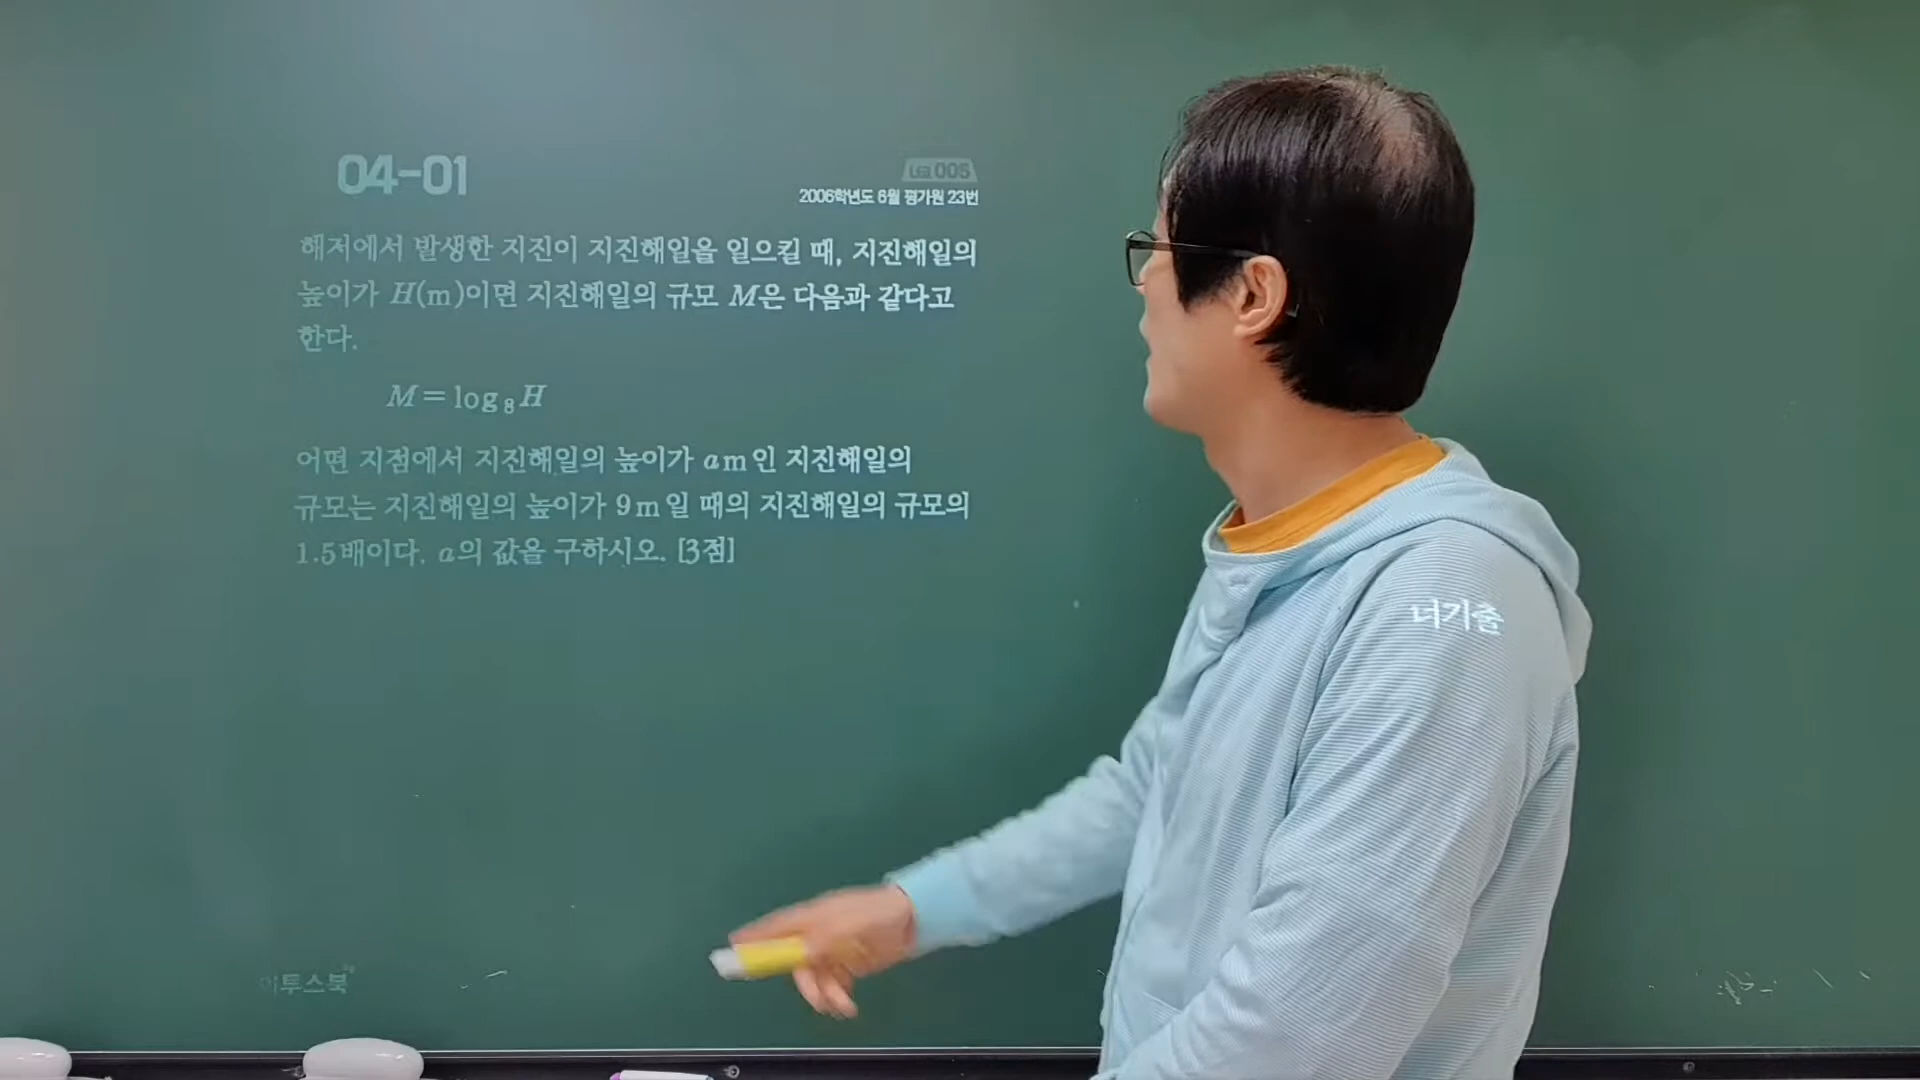 04-01
너코 005
2006학년도 6월 평가원 23번
해저에서 발생한 지진이 지진해일을 일으킬 때, 지진해일의
높이가 H(m)이면 지진해일의 규모 M은 다음과 같다고
한다.
M = log₈H
어떤 지점에서 지진해일의 높이가 a m인 지진해일의
규모는 지진해일의 높이가 9 m일 때의 지진해일의 규모의
1.5배이다. a의 값을 구하시오. [3점]
너기출
이투스북